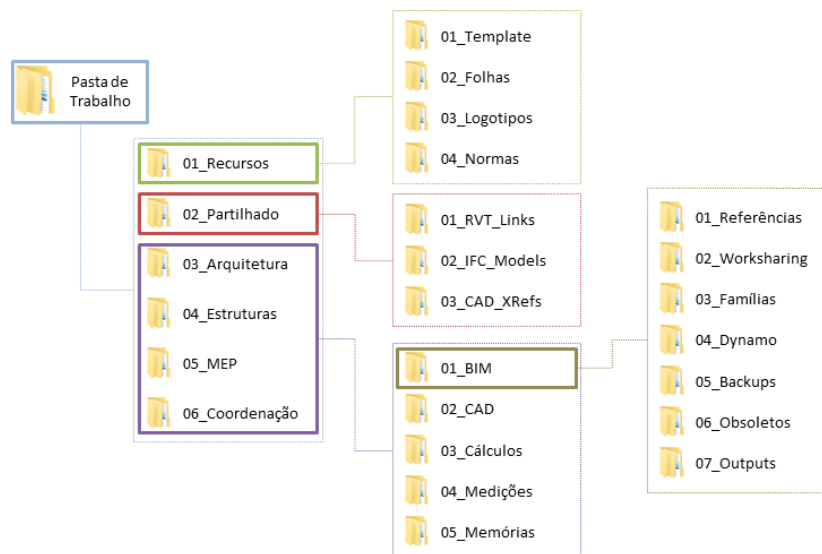 Pasta de
Trabalho
01_Recursos
02_Partilhado
03_Arquitetura
04_Estruturas
05_MEP
06_Coordenação
01_Template
02_Folhas
03_Logotipos
04_Normas
01_RVT_Links
02_IFC_Models
03_CAD_XRefs
01_BIM
02_CAD
03_Cálculos
04_Medições
05_Memórias
01_Referências
02_Worksharing
03_Famílias
04_Dynamo
05_Backups
06_Obsoletos
07_Outputs